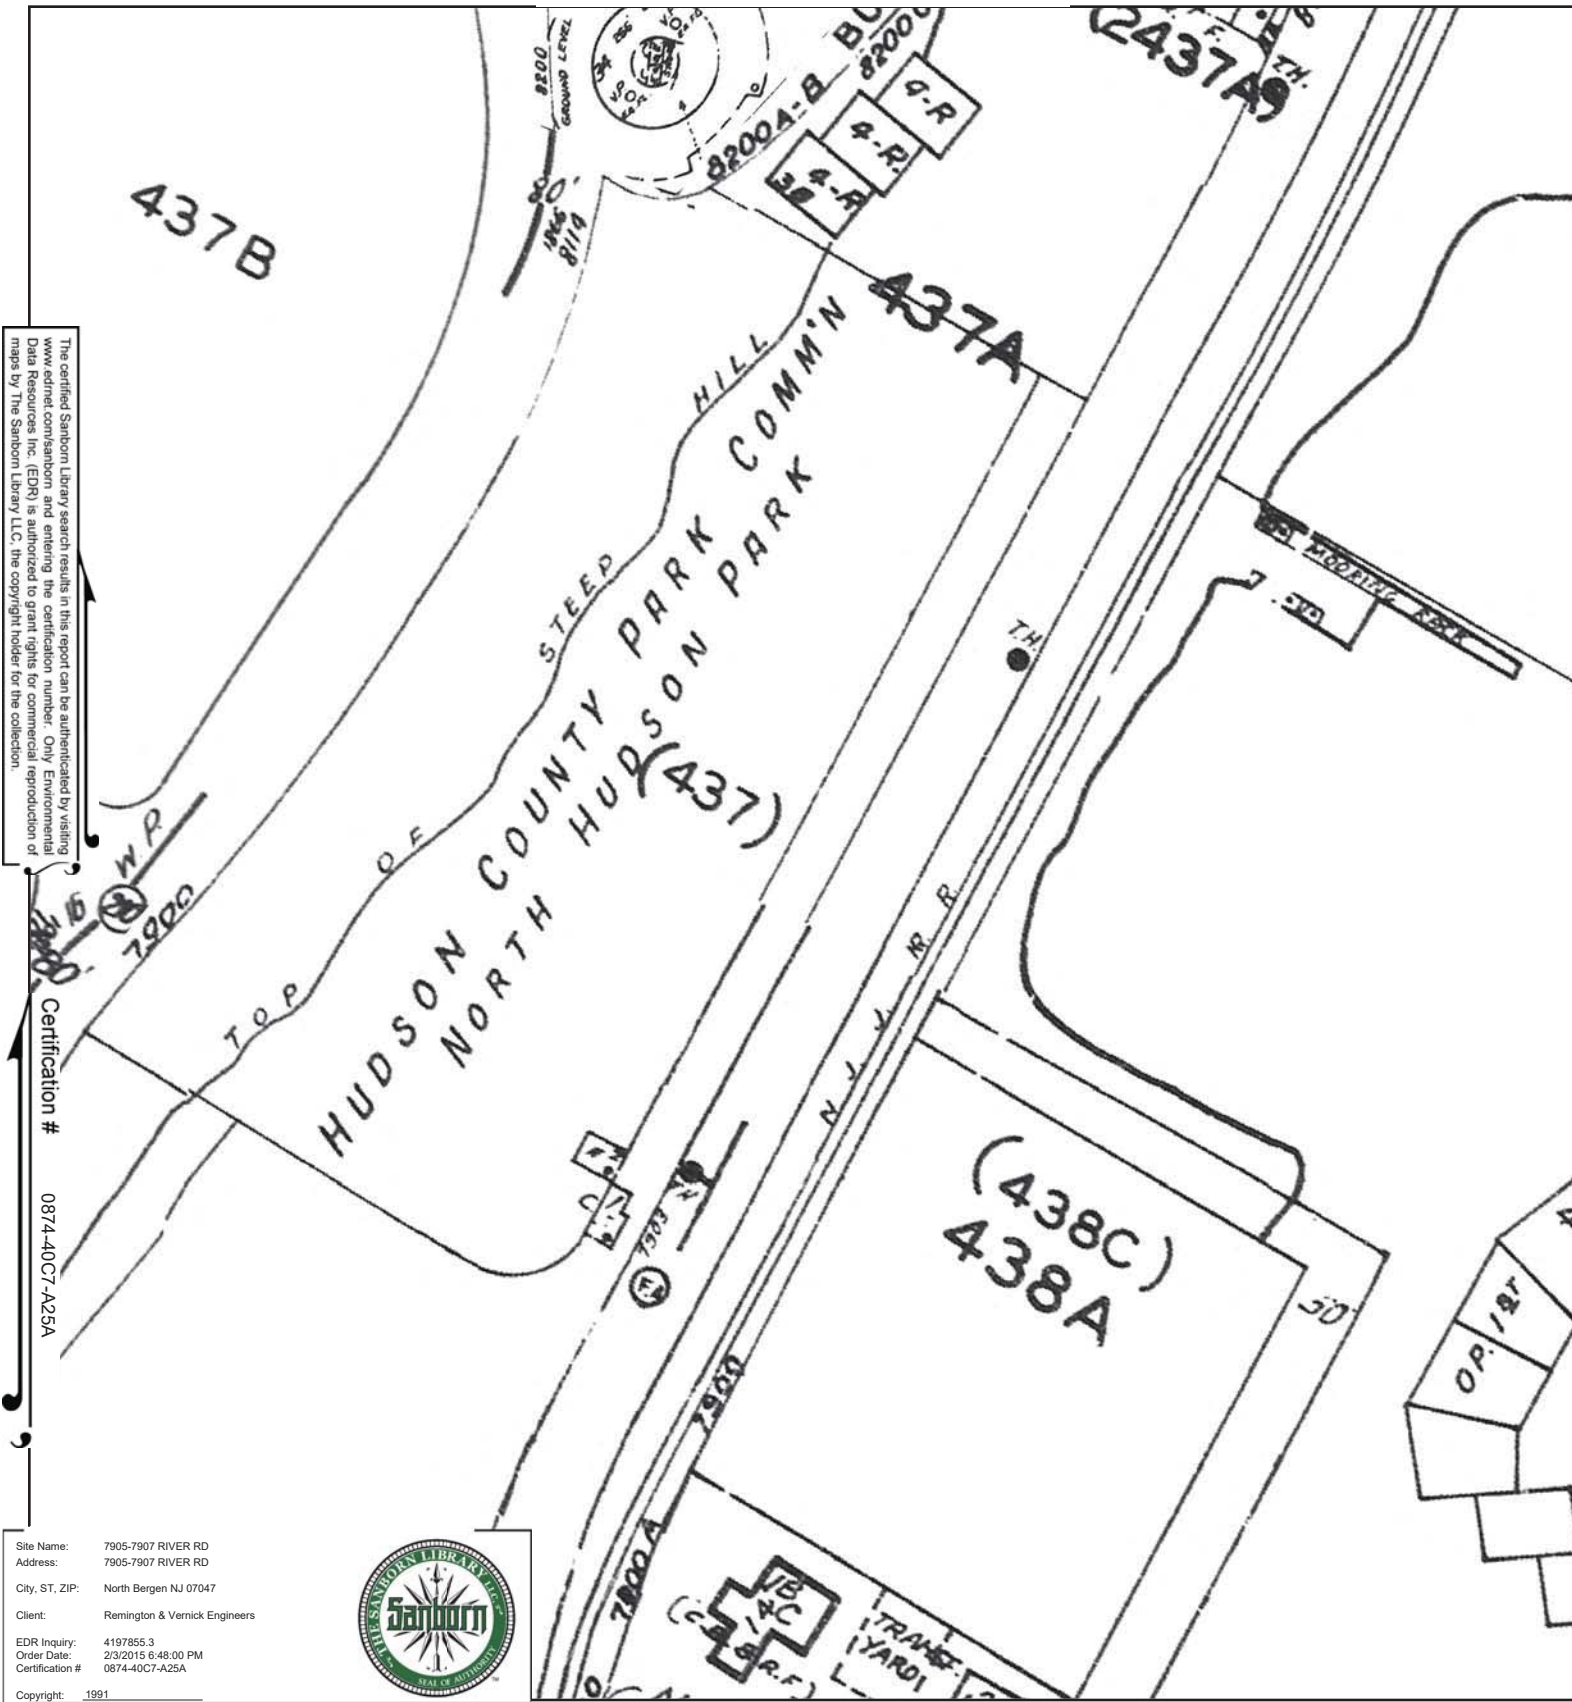 8200
GROUND LEVEL
8200A-B
4-R
4-R.
4-R
(2437A9
T.H.
437B
80'
8114
437A
HUDSON COUNTY PARK COMM'N
NORTH HUDSON PARK
TOP OF STEEP HILL
(437)
T.H.
MOORING RACK
N. J. J. R. R.
W. P.
7900
7903
(438C)
438A
50'
OP. 1ST
7900
7800A
1B
14C
TRANSF.
YARD
The certified Sanborn Library search results in this report can be authenticated by visiting
www.edrnet.com/sanborn and entering the certification number. Only Environmental
Data Resources Inc. (EDR) is authorized to grant rights for commercial reproduction of
maps by The Sanborn Library LLC, the copyright holder for the collection.
Certification # 0874-40C7-A25A
Site Name: 7905-7907 RIVER RD
Address: 7905-7907 RIVER RD
City, ST, ZIP: North Bergen NJ 07047
Client: Remington & Vernick Engineers
EDR Inquiry: 4197855.3
Order Date: 2/3/2015 6:48:00 PM
Certification # 0874-40C7-A25A
Copyright: 1991
THE SANBORN LIBRARY LLC
Sanborn
SEAL OF AUTHORITY